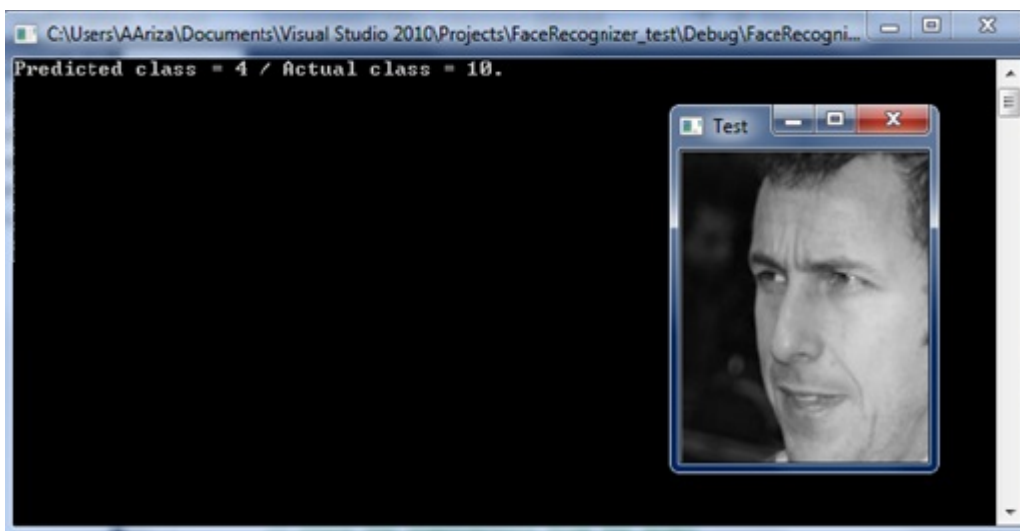 C:\Users\AAriza\Documents\Visual Studio 2010\Projects\FaceRecognizer_test\Debug\FaceRecogni...
Predicted class = 4 / Actual class = 10.
Test